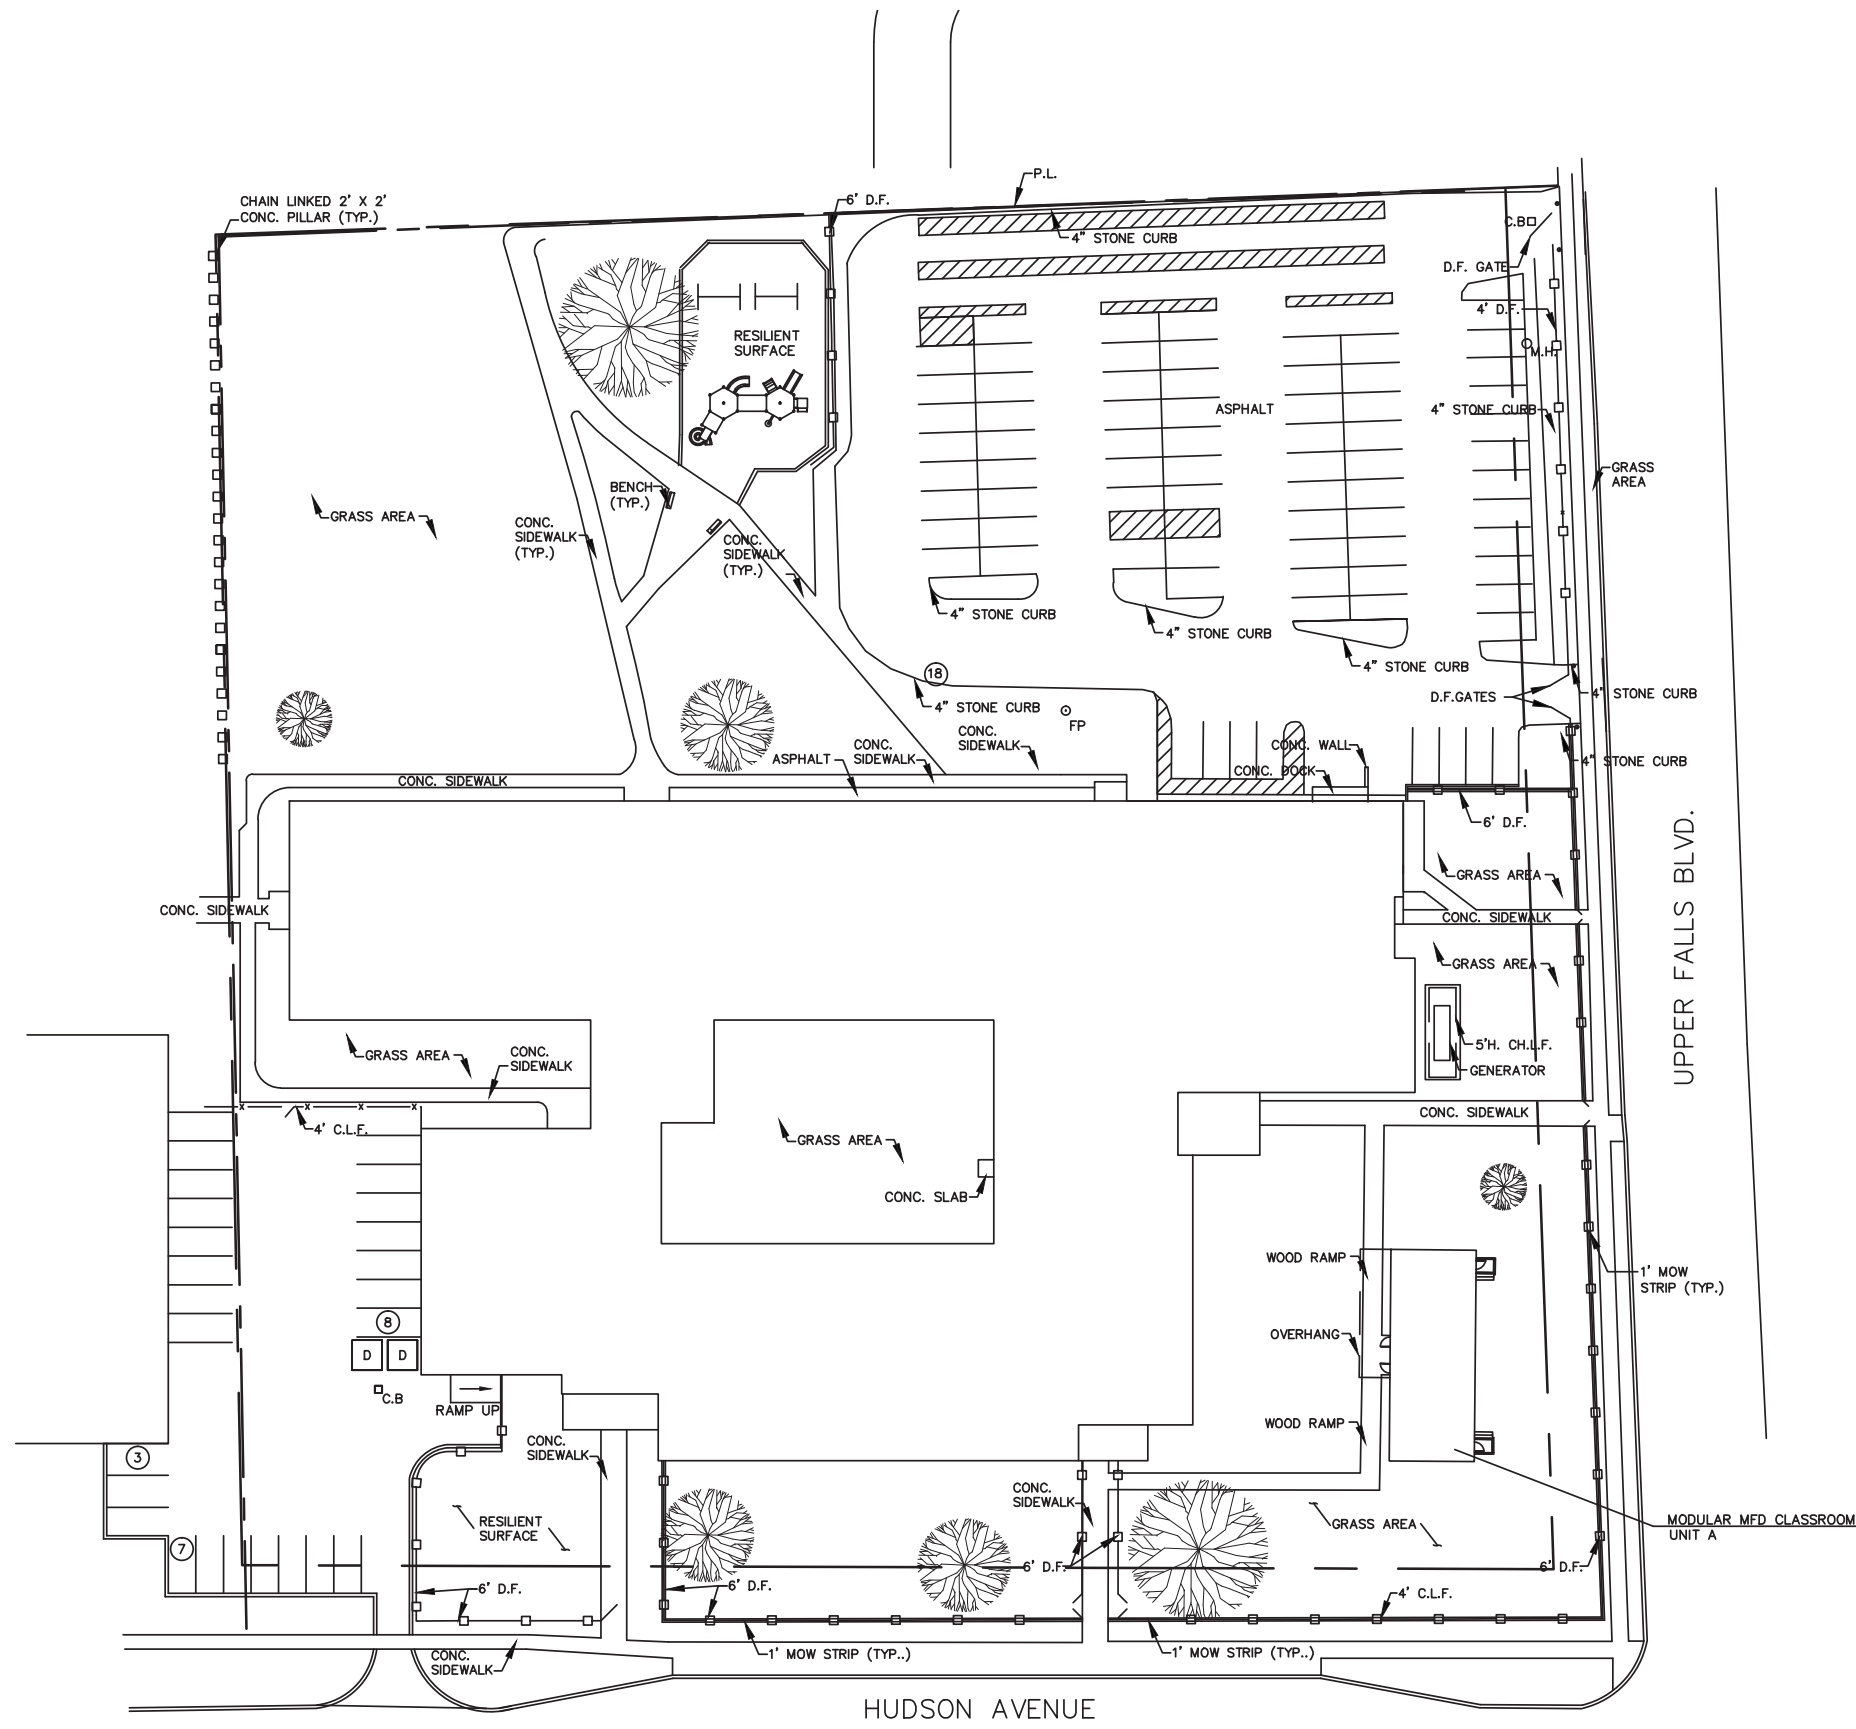 P.L.
CHAIN LINKED 2' X 2'
CONC. PILLAR (TYP.)
6' D.F.
4" STONE CURB
C.B
D.F. GATE
4' D.F.
M.H.
RESILIENT
SURFACE
ASPHALT
4" STONE CURB
GRASS
AREA
BENCH
(TYP.)
GRASS AREA
CONC.
SIDEWALK
(TYP.)
CONC.
SIDEWALK
(TYP.)
4" STONE CURB
4" STONE CURB
4" STONE CURB
18
4" STONE CURB
D.F.GATES
4" STONE CURB
FP
CONC.
SIDEWALK
CONC.
SIDEWALK
ASPHALT
CONC. WALL
CONC. DOCK
4" STONE CURB
CONC. SIDEWALK
6' D.F.
GRASS AREA
CONC. SIDEWALK
CONC. SIDEWALK
GRASS AREA
UPPER FALLS BLVD.
5'H. CH.L.F.
GENERATOR
GRASS AREA
CONC.
SIDEWALK
CONC. SIDEWALK
4' C.L.F.
GRASS AREA
CONC. SLAB
WOOD RAMP
1' MOW
STRIP (TYP.)
8
D
D
OVERHANG
C.B
RAMP UP
WOOD RAMP
3
CONC.
SIDEWALK
CONC.
SIDEWALK
RESILIENT
SURFACE
GRASS AREA
MODULAR MFD CLASSROOM
UNIT A
7
6' D.F.
6' D.F.
6' D.F.
6' D.F.
4' C.L.F.
CONC.
SIDEWALK
1' MOW STRIP (TYP..)
1' MOW STRIP (TYP..)
HUDSON AVENUE